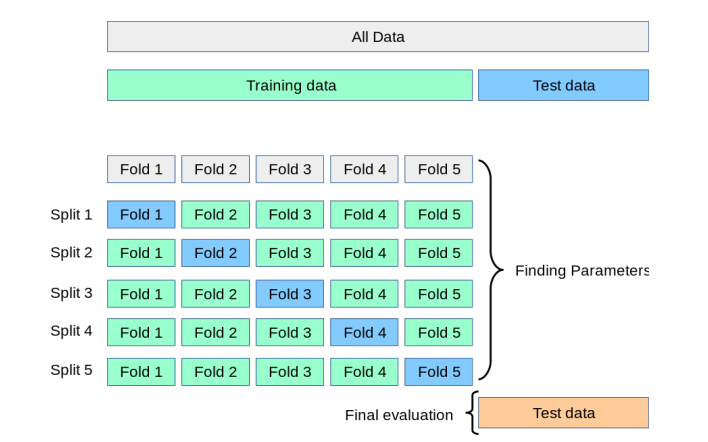 All Data
Training data Test data
Fold 1 Fold 2 Fold 3 Fold 4 Fold 5
Split 1 Fold 1 Fold 2 Fold 3 Fold 4 Fold 5
Split 2 Fold 1 Fold 2 Fold 3 Fold 4 Fold 5
Finding Parameters
Split 3 Fold 1 Fold 2 Fold 3 Fold 4 Fold 5
Split 4 Fold 1 Fold 2 Fold 3 Fold 4 Fold 5
Split 5 Fold 1 Fold 2 Fold 3 Fold 4 Fold 5
Final evaluation Test data